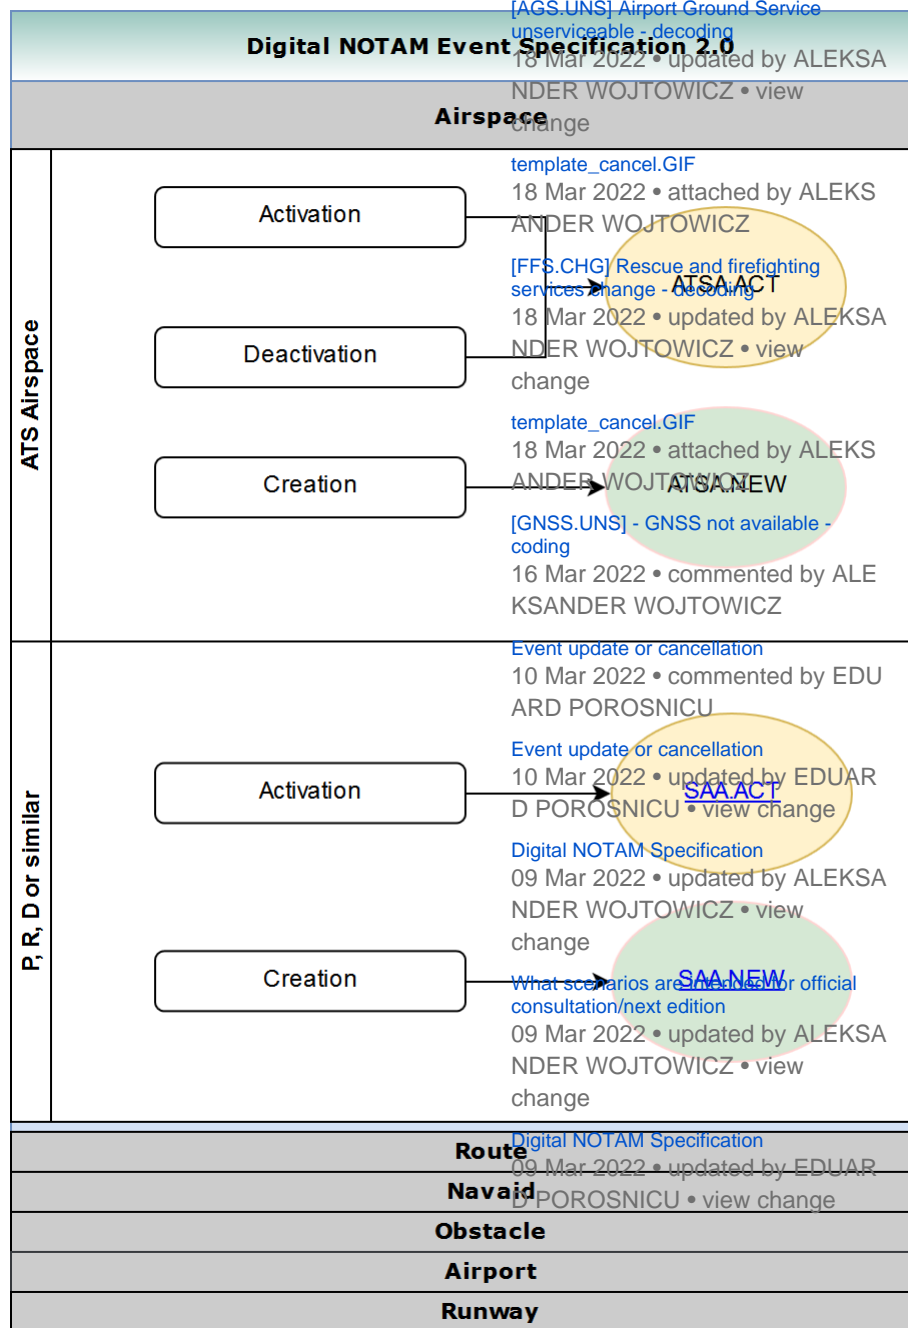 Digital NOTAM Event Specification 2.0
Airspace
ATS Airspace
Activation
Deactivation
ATSA.ACT
Creation
ATSA.NEW
P, R, D or similar
Activation
SAA.ACT
Creation
SAA.NEW
Route
Navaid
Obstacle
Airport
Runway
[AGS.UNS] Airport Ground Service
unserviceable - decoding
18 Mar 2022 • updated by ALEKSA
NDER WOJTOWICZ • view
change
template_cancel.GIF
18 Mar 2022 • attached by ALEKS
ANDER WOJTOWICZ
[FFS.CHG] Rescue and firefighting
services change - decoding
18 Mar 2022 • updated by ALEKSA
NDER WOJTOWICZ • view
change
template_cancel.GIF
18 Mar 2022 • attached by ALEKS
ANDER WOJTOWICZ
[GNSS.UNS] - GNSS not available -
coding
16 Mar 2022 • commented by ALE
KSANDER WOJTOWICZ
Event update or cancellation
10 Mar 2022 • commented by EDU
ARD POROSNICU
Event update or cancellation
10 Mar 2022 • updated by EDUAR
D POROSNICU • view change
Digital NOTAM Specification
09 Mar 2022 • updated by ALEKSA
NDER WOJTOWICZ • view
change
What scenarios are intended for official
consultation/next edition
09 Mar 2022 • updated by ALEKSA
NDER WOJTOWICZ • view
change
Digital NOTAM Specification
09 Mar 2022 • updated by EDUAR
D POROSNICU • view change